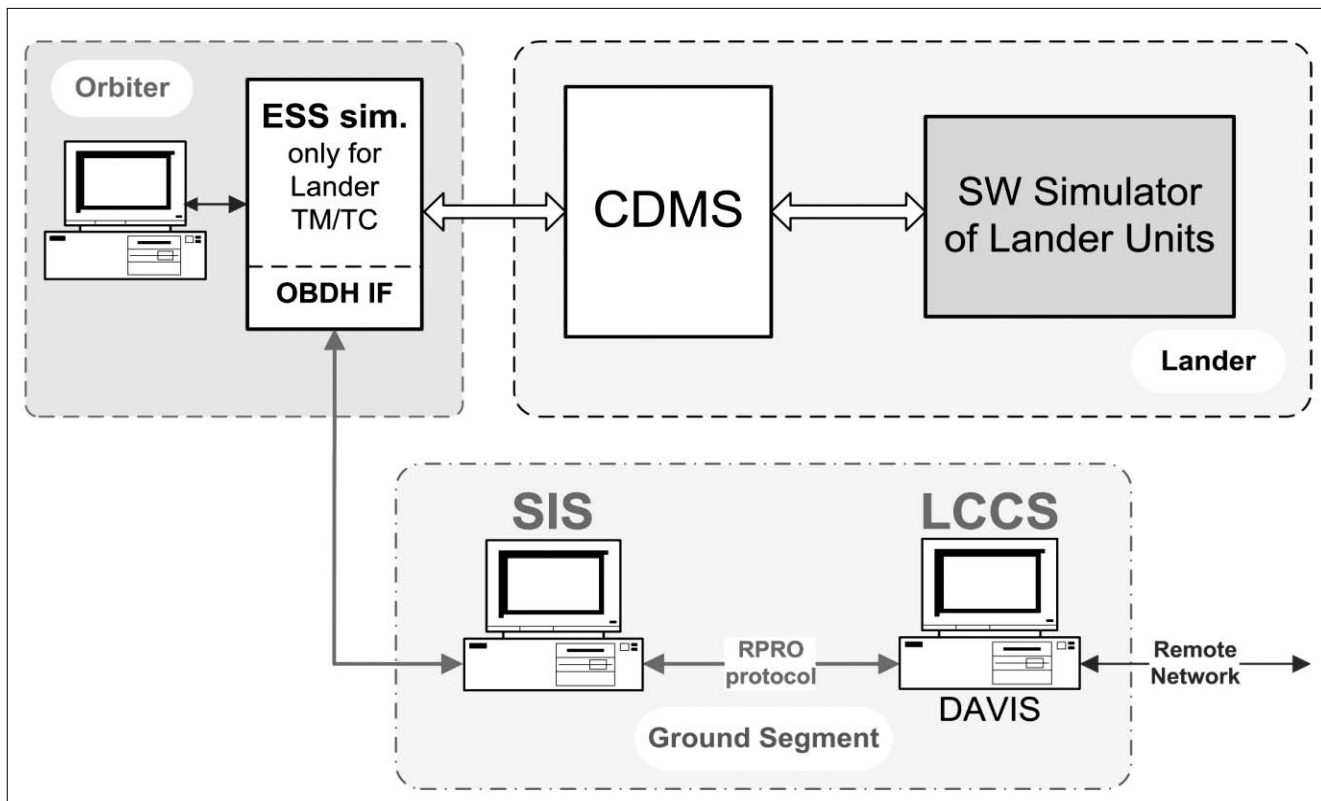 Orbiter
ESS sim.
only for
Lander
TM/TC
OBDH IF
CDMS
SW Simulator
of Lander Units
Lander
SIS
LCCS
RPRO
protocol
DAVIS
Remote
Network
Ground Segment